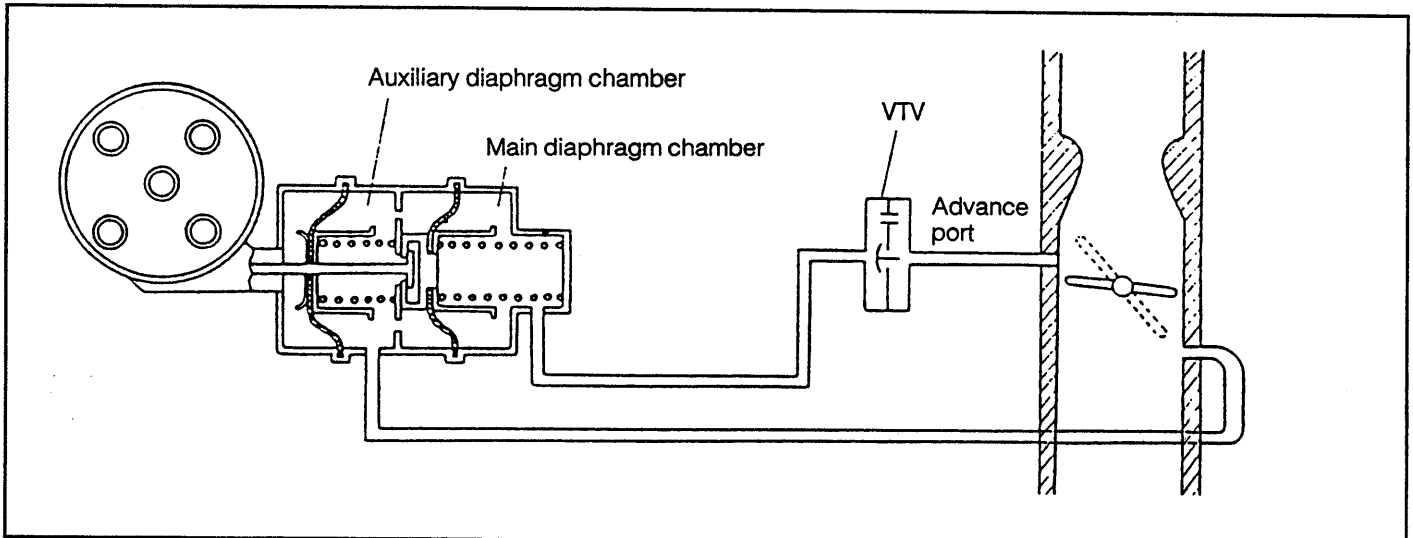 Auxiliary diaphragm chamber
Main diaphragm chamber
VTV
Advance
port